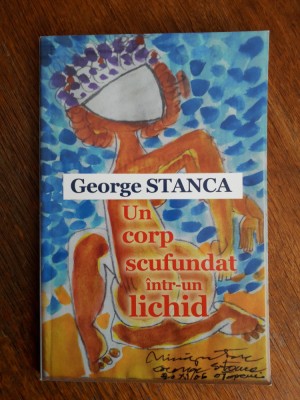 George STANCA
Un
corp
scufundat
într-un
lichid